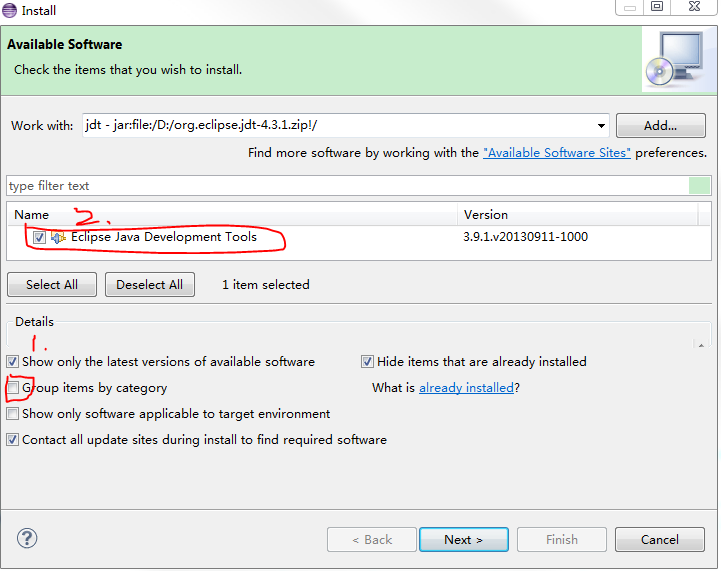 Install
Available Software
Check the items that you wish to install.
Work with: jdt - jar:file:/D:/org.eclipse.jdt-4.3.1.zip!/ Add...
Find more software by working with the "Available Software Sites" preferences.
type filter text
Name 2. Version
Eclipse Java Development Tools 3.9.1.v20130911-1000
Select All Deselect All 1 item selected
Details
1.
Show only the latest versions of available software Hide items that are already installed
Group items by category What is already installed?
Show only software applicable to target environment
Contact all update sites during install to find required software
? < Back Next > Finish Cancel